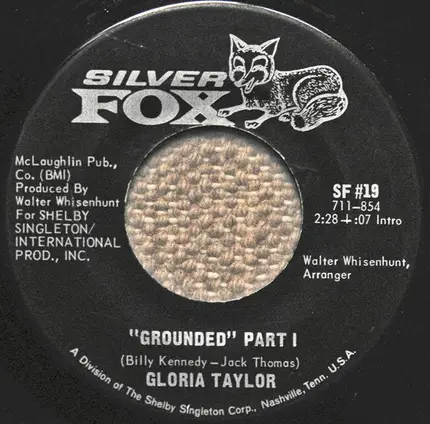 SILVER
FOX
McLaughlin Pub.,
Co. (BMI)
Produced By
Walter Whisenhunt
For SHELBY
SINGLETON/
INTERNATIONAL
PROD., INC.
SF #19
711-854
2:28 + :07 Intro
Walter Whisenhunt,
Arranger
"GROUNDED" PART I
(Billy Kennedy—Jack Thomas)
GLORIA TAYLOR
A Division of The Shelby Singleton Corp., Nashville, Tenn. U.S.A.